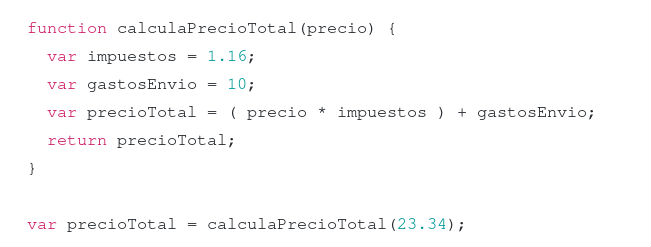 function calculaPrecioTotal(precio) {
  var impuestos = 1.16;
  var gastosEnvio = 10;
  var precioTotal = ( precio * impuestos ) + gastosEnvio;
  return precioTotal;
}

var precioTotal = calculaPrecioTotal(23.34);